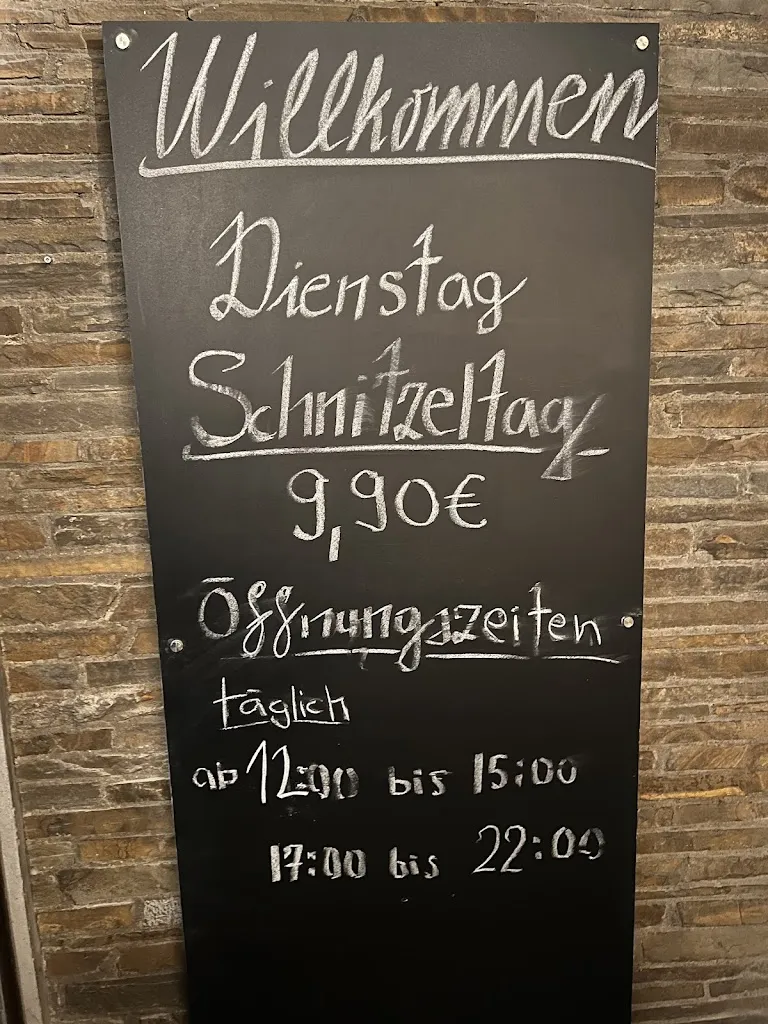 Willkommen
Dienstag
Schnitzeltag
9,90€
Öffnungszeiten
täglich
ab 12:00 bis 15:00
17:00 bis 22:00